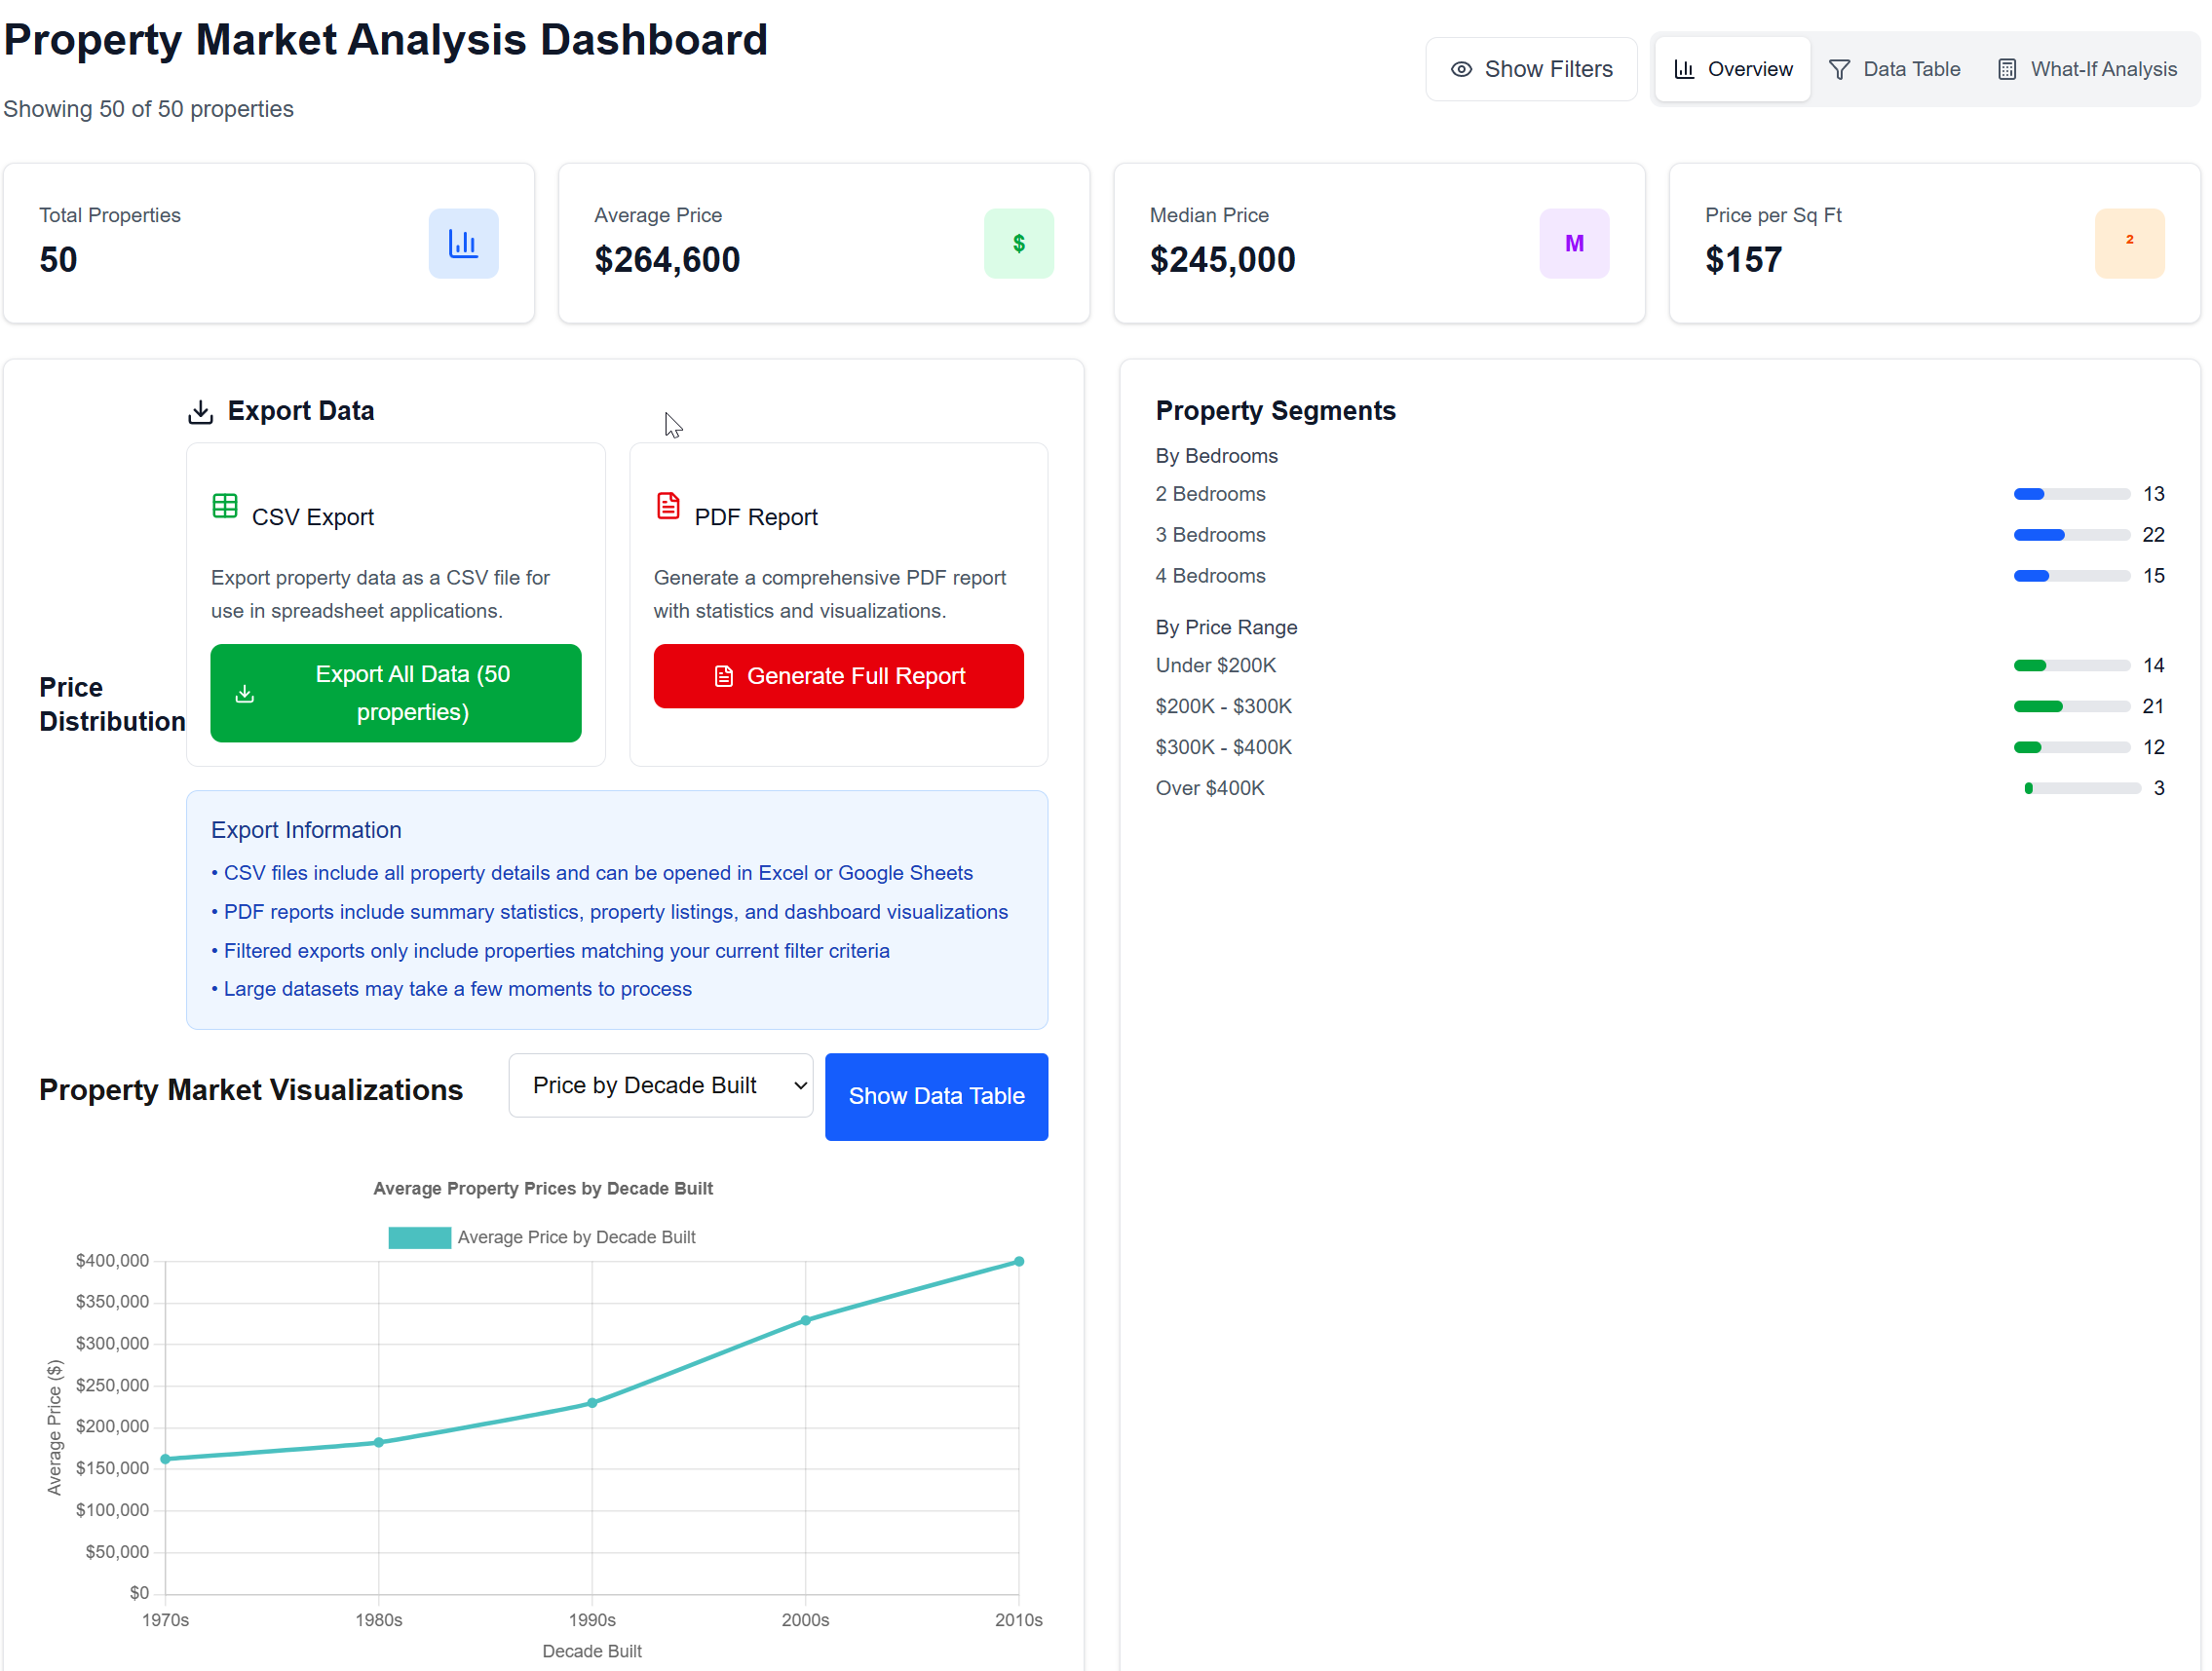 Property Market Analysis Dashboard
Showing 50 of 50 properties
Show Filters
Overview
Data Table
What-If Analysis
Total Properties
50
Average Price
$264,600
$
Median Price
$245,000
M
Price per Sq Ft
$157
²
Price
Distribution
Export Data
CSV Export
Export property data as a CSV file for
use in spreadsheet applications.
Export All Data (50
properties)
PDF Report
Generate a comprehensive PDF report
with statistics and visualizations.
Generate Full Report
Export Information
• CSV files include all property details and can be opened in Excel or Google Sheets
• PDF reports include summary statistics, property listings, and dashboard visualizations
• Filtered exports only include properties matching your current filter criteria
• Large datasets may take a few moments to process
Property Market Visualizations
Price by Decade Built
Show Data Table
Average Property Prices by Decade Built
Average Price by Decade Built
Average Price ($)
$400,000
$350,000
$300,000
$250,000
$200,000
$150,000
$100,000
$50,000
$0
1970s 1980s 1990s 2000s 2010s
Decade Built
Property Segments
By Bedrooms
2 Bedrooms 13
3 Bedrooms 22
4 Bedrooms 15
By Price Range
Under $200K 14
$200K - $300K 21
$300K - $400K 12
Over $400K 3